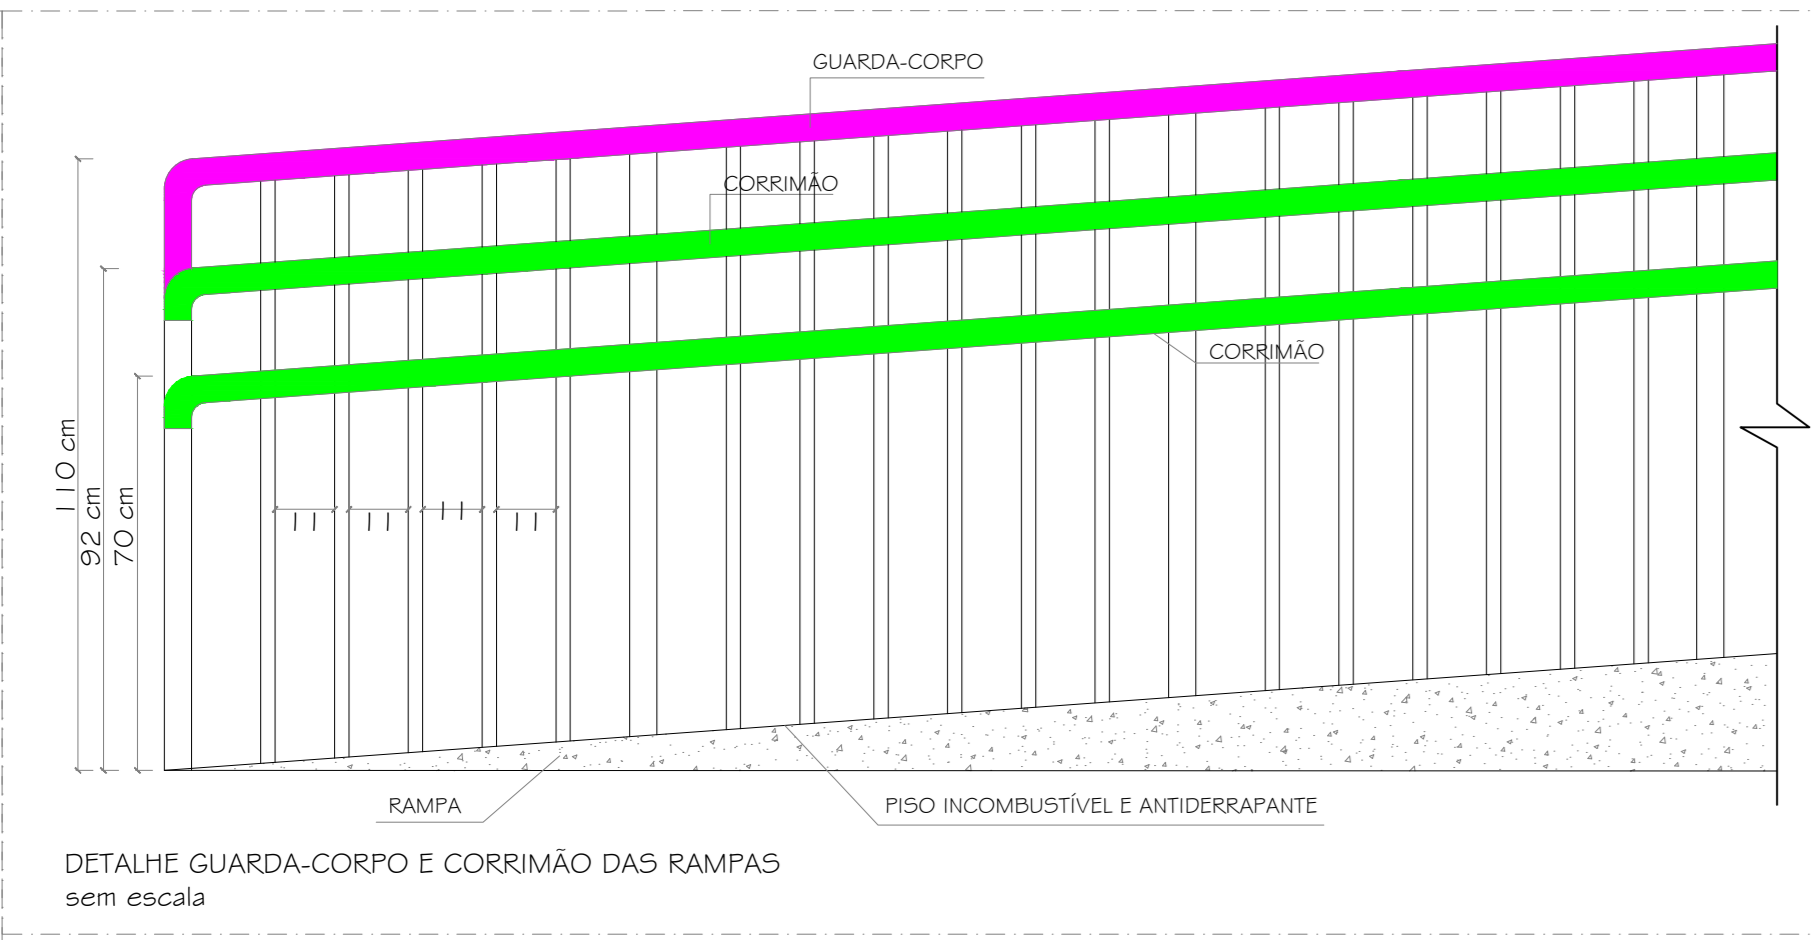 GUARDA-CORPO
CORRIMÃO
CORRIMÃO
110 cm
92 cm
70 cm
11
11
11
11
RAMPA
PISO INCOMBUSTÍVEL E ANTIDERRAPANTE
DETALHE GUARDA-CORPO E CORRIMÃO DAS RAMPAS
sem escala